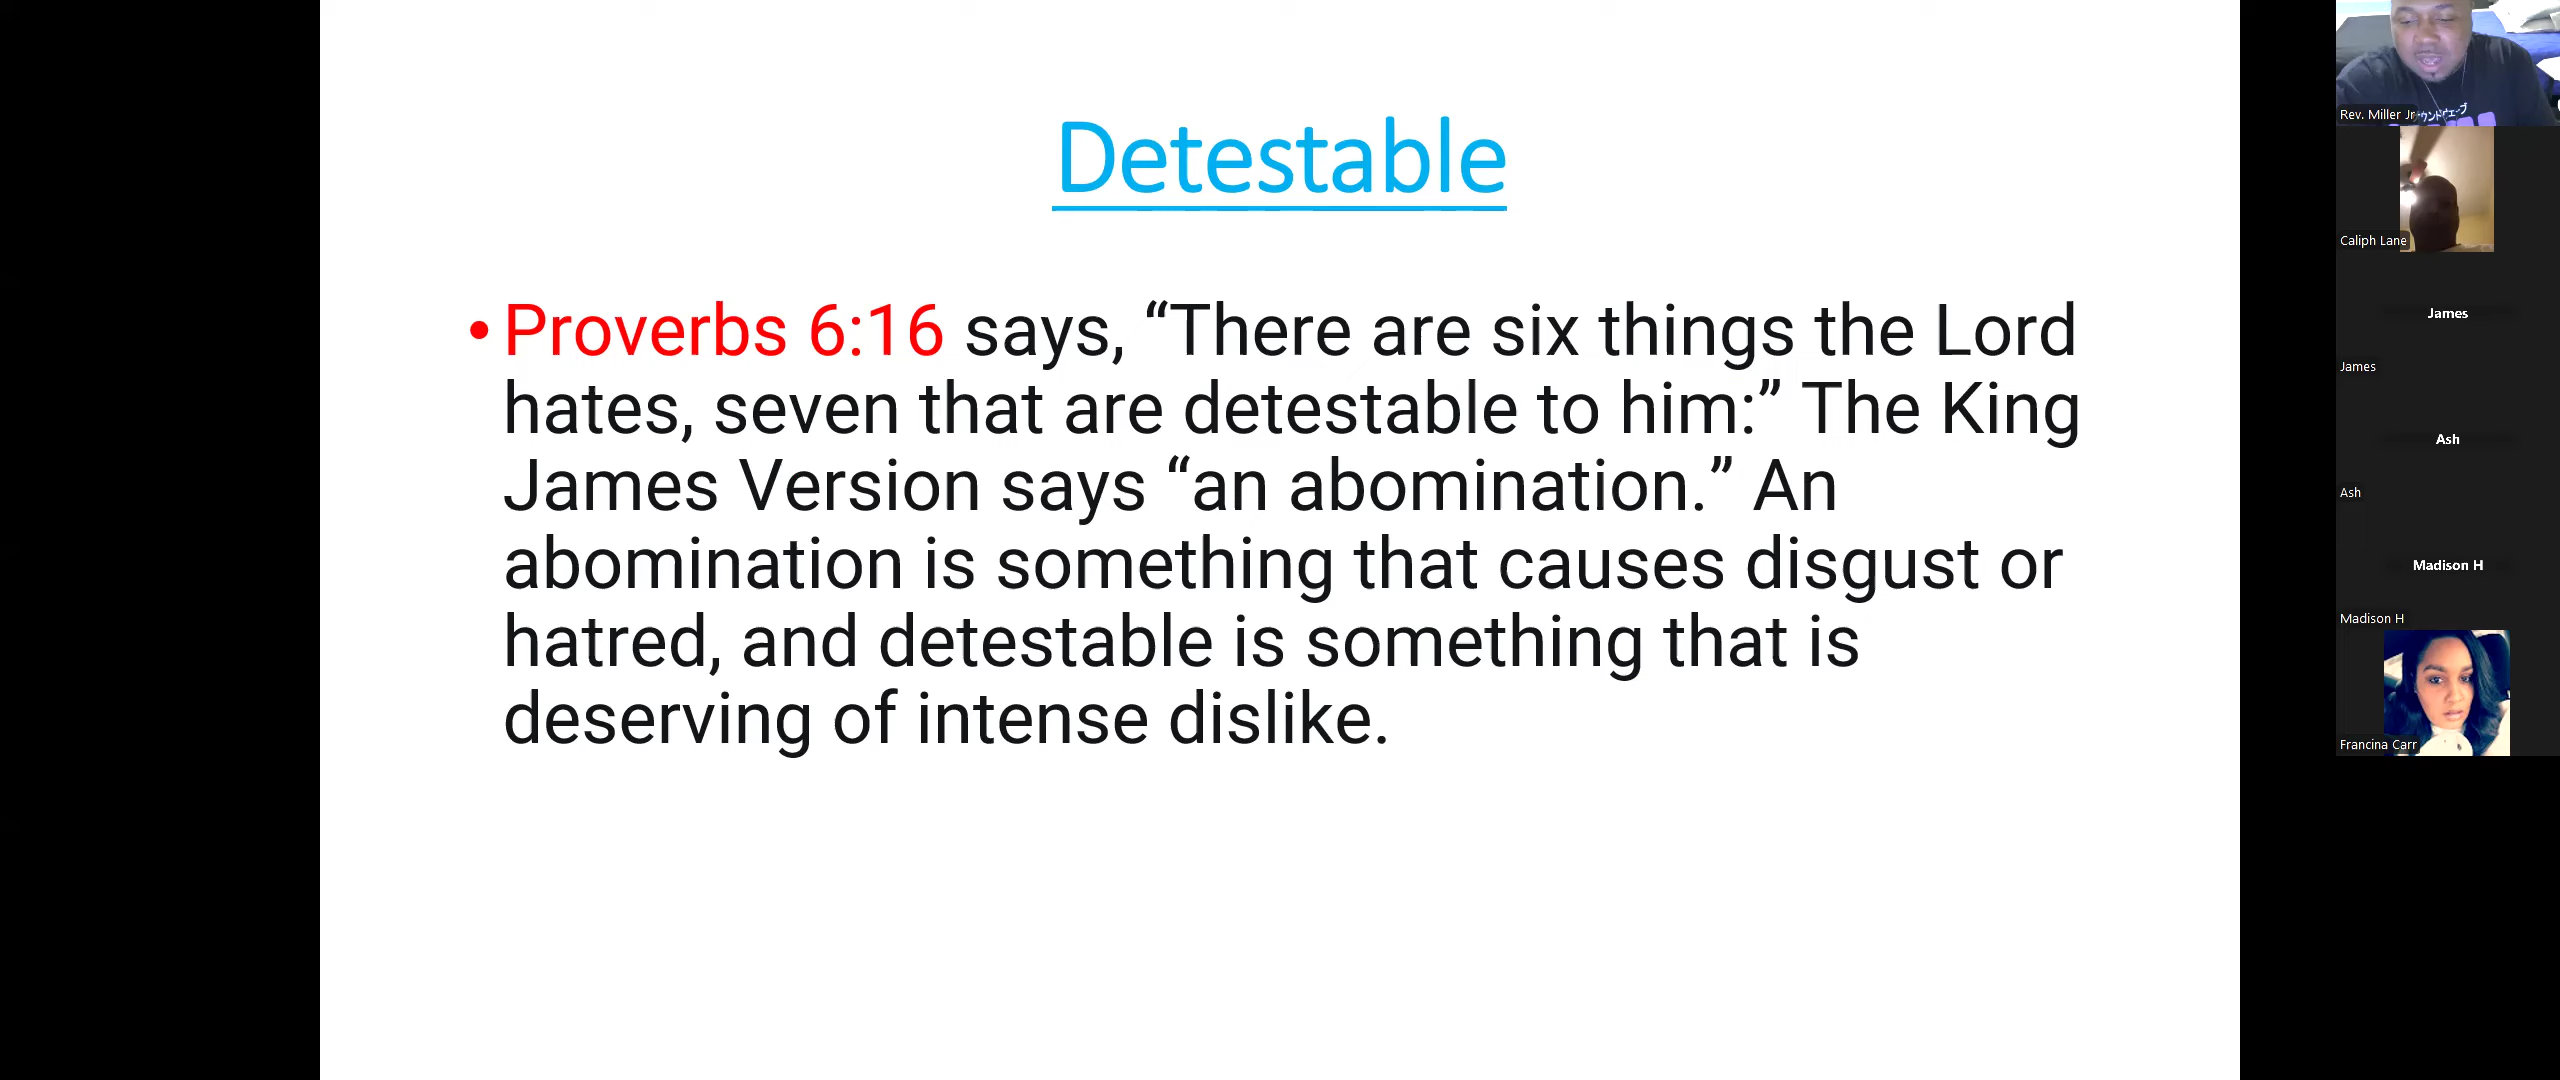 Detestable
• Proverbs 6:16 says, “There are six things the Lord
hates, seven that are detestable to him:” The King
James Version says “an abomination.” An
abomination is something that causes disgust or
hatred, and detestable is something that is
deserving of intense dislike.
Rev. Miller Jr
Caliph Lane
James
James
Ash
Ash
Madison H
Madison H
Francina Carr